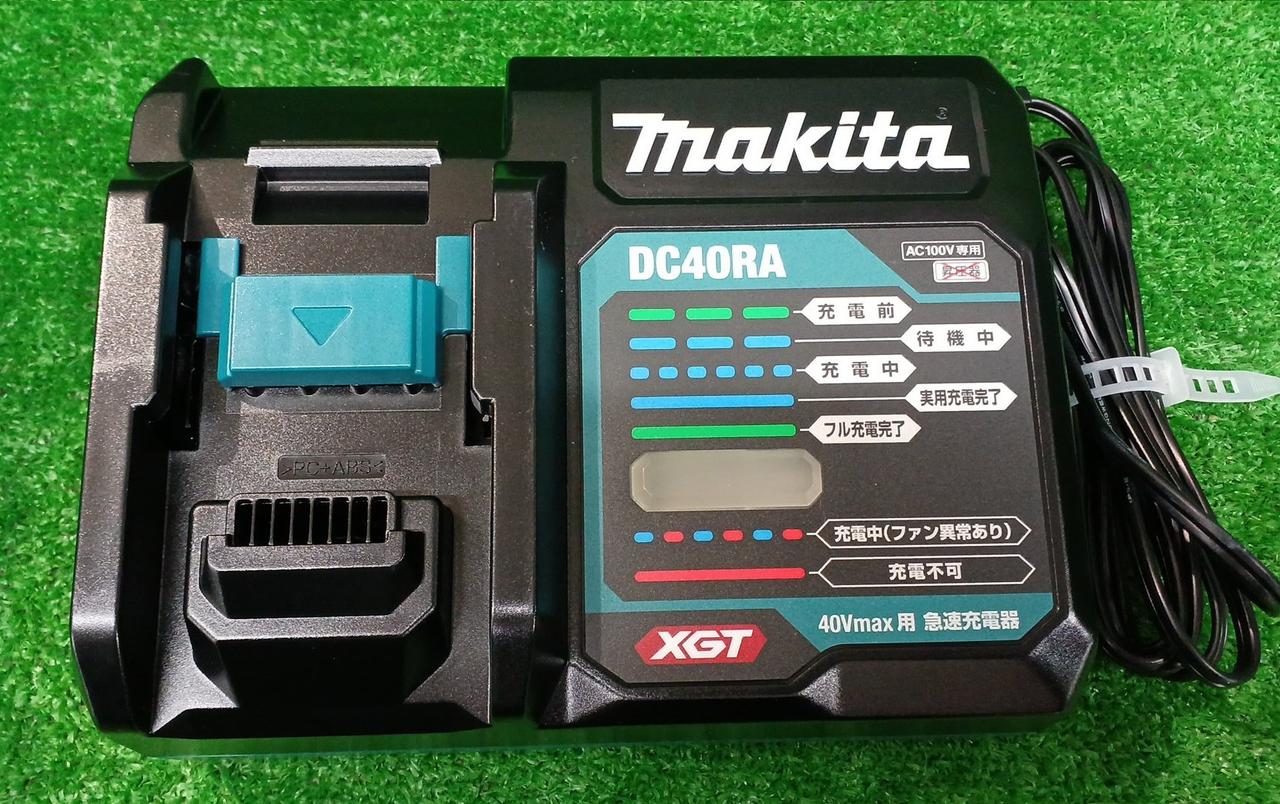 makita
DC40RA
AC100V専用
昇圧器
充電前
待機中
充電中
実用充電完了
フル充電完了
充電中(ファン異常あり)
充電不可
XGT
40Vmax用 急速充電器
>PC+ABS<